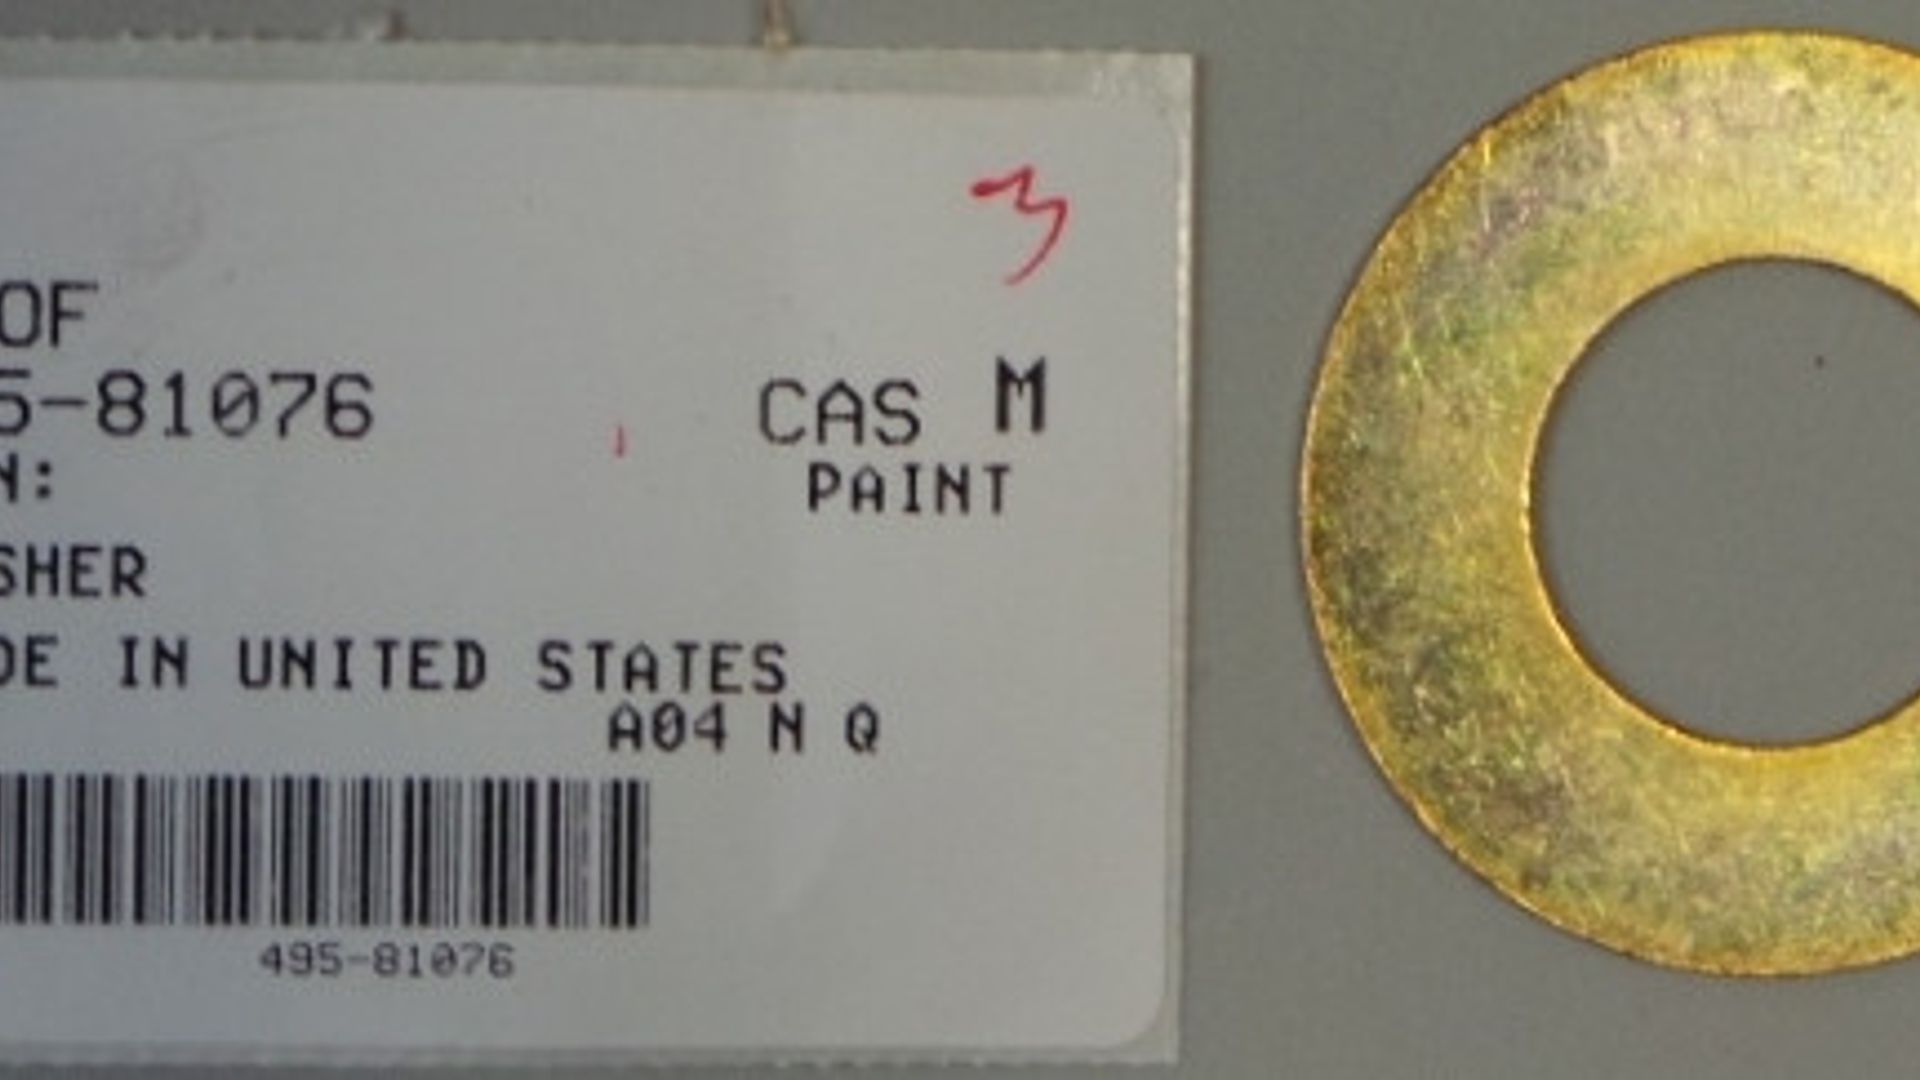 3
OF
5-81076
CAS M
N:
PAINT
SHER
DE IN UNITED STATES
A04 N Q
495-81076